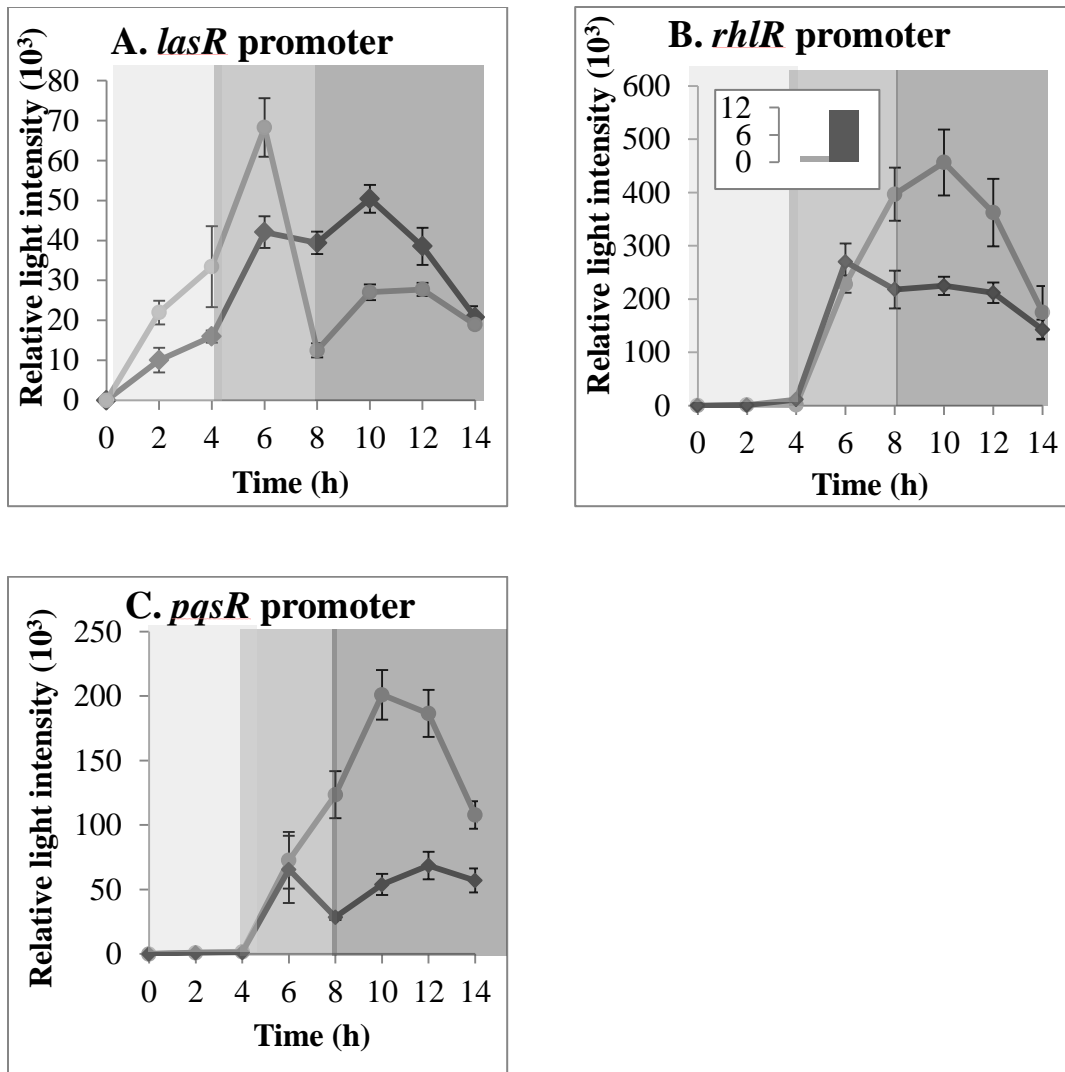 A. lasR promoter
Relative light intensity (10³)
80
70
60
50
40
30
20
10
0
0 2 4 6 8 10 12 14
Time (h)
B. rhlR promoter
Relative light intensity (10³)
600
500
400
300
200
100
0
12
6
0
0 2 4 6 8 10 12 14
Time (h)
C. pqsR promoter
Relative light intensity (10³)
250
200
150
100
50
0
0 2 4 6 8 10 12 14
Time (h)